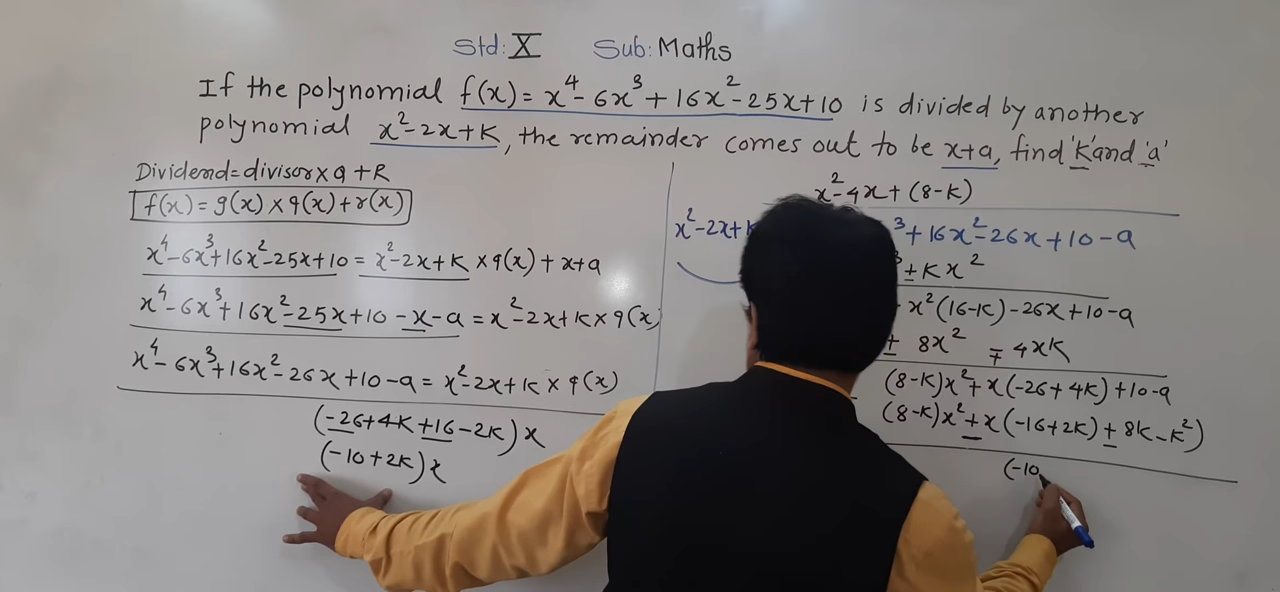 Std: X Sub: Maths
If the polynomial f(x) = x⁴ - 6x³ + 16x² - 25x + 10 is divided by another
polynomial x² - 2x + K, the remainder comes out to be x+a, find 'K' and 'a'
Dividend = divisor × q + R
f(x) = g(x) × q(x) + r(x)
x⁴ - 6x³ + 16x² - 25x + 10 = x² - 2x + K × q(x) + x + a
x⁴ - 6x³ + 16x² - 25x + 10 - x - a = x² - 2x + K × q(x)
x⁴ - 6x³ + 16x² - 26x + 10 - a = x² - 2x + K × q(x)
(-26 + 4K + 16 - 2K) x
(-10 + 2K) x
x² - 4x + (8-K)
x² - 2x + K
³ + 16x² - 26x + 10 - a
± Kx²
x²(16-K) - 26x + 10 - a
± 8x² ∓ 4xK
(8-K)x² + x(-26 + 4K) + 10 - a
(8-K)x² + x(-16 + 2K) + 8K - K²)
(-10